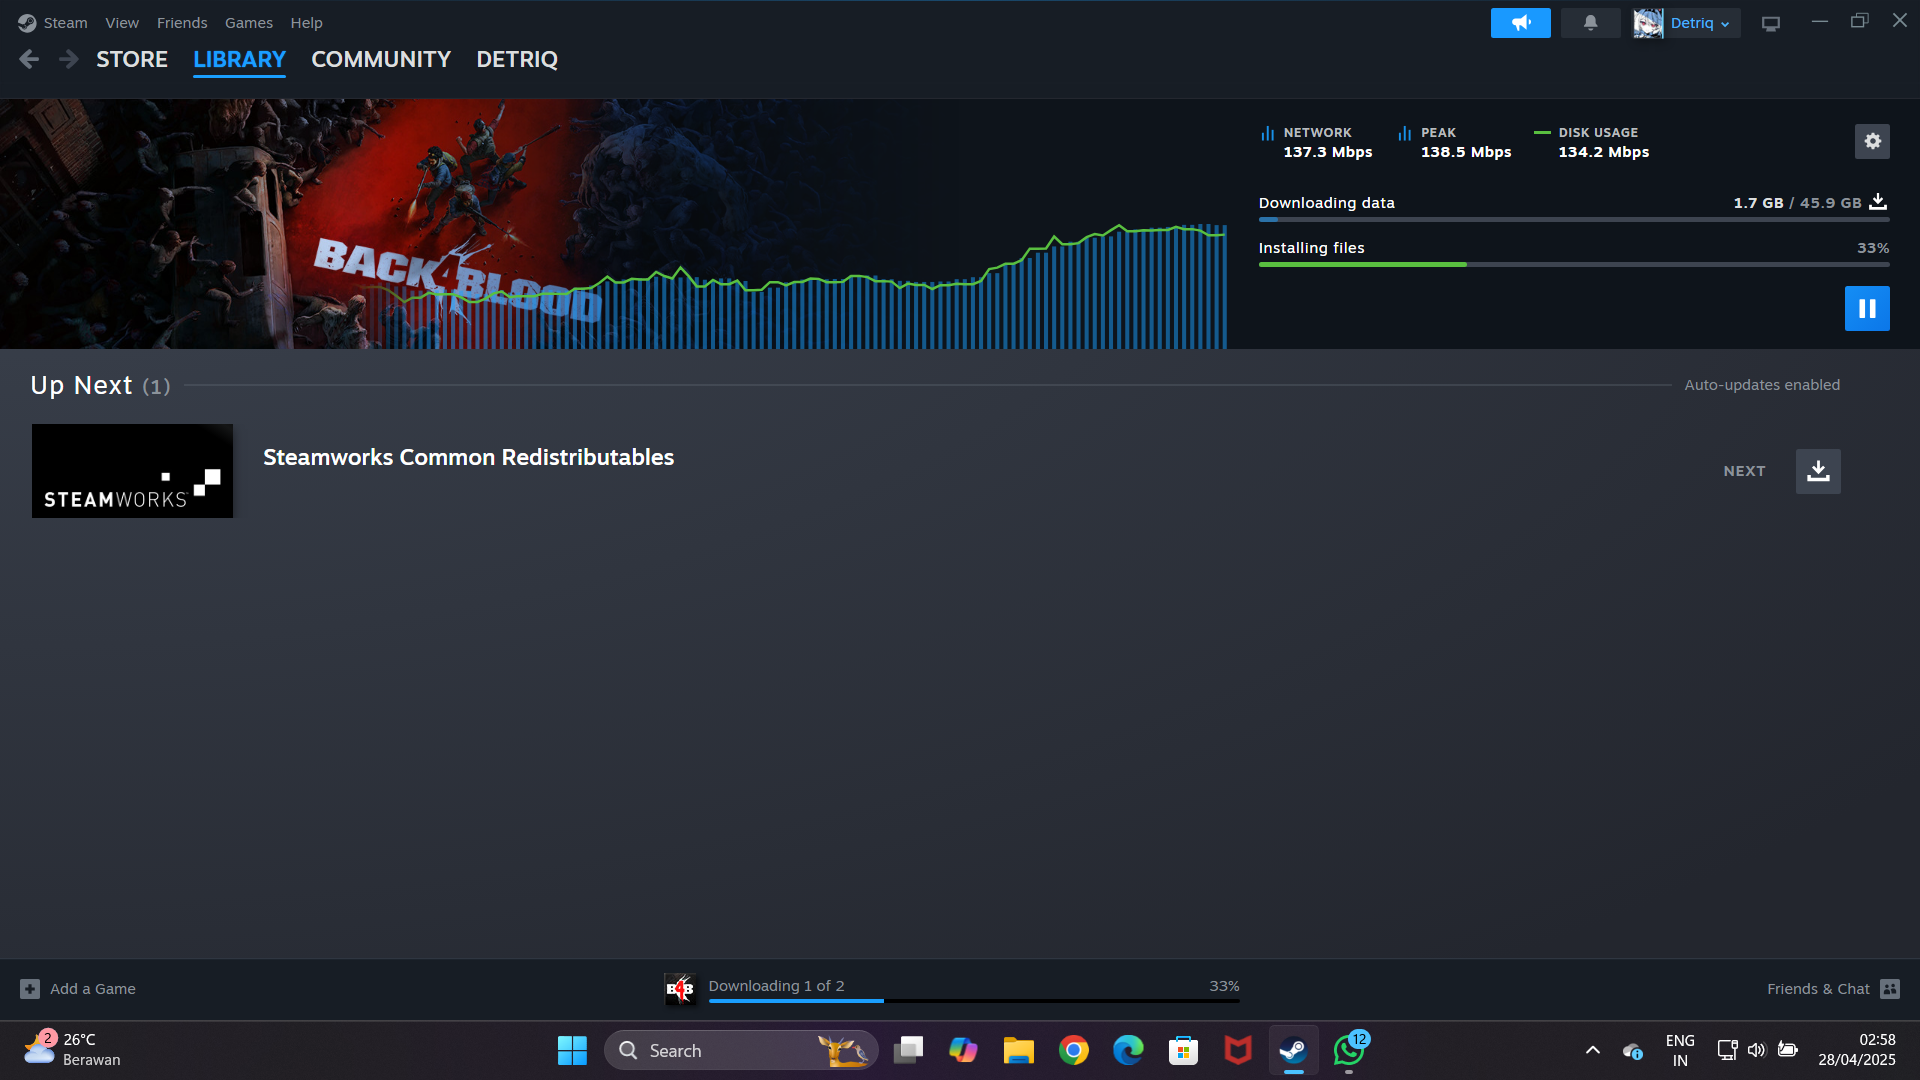 Steam View Friends Games Help
Detriq
STORE LIBRARY COMMUNITY DETRIQ
NETWORK
137.3 Mbps
PEAK
138.5 Mbps
DISK USAGE
134.2 Mbps
Downloading data 1.7 GB / 45.9 GB
Installing files 33%
BACK 4 BLOOD
Up Next (1)
Auto-updates enabled
STEAMWORKS
Steamworks Common Redistributables
NEXT
Add a Game
B4B
Downloading 1 of 2 33%
Friends & Chat
2
26°C
Berawan
Search
12
ENG
IN
02:58
28/04/2025